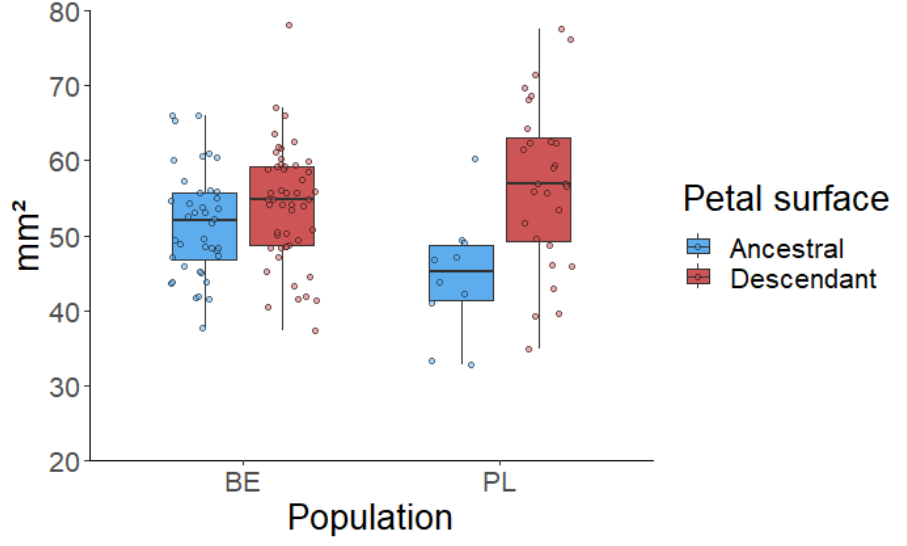 80
70
60
50
40
30
20
mm²
BE
PL
Population
Petal surface
Ancestral
Descendant